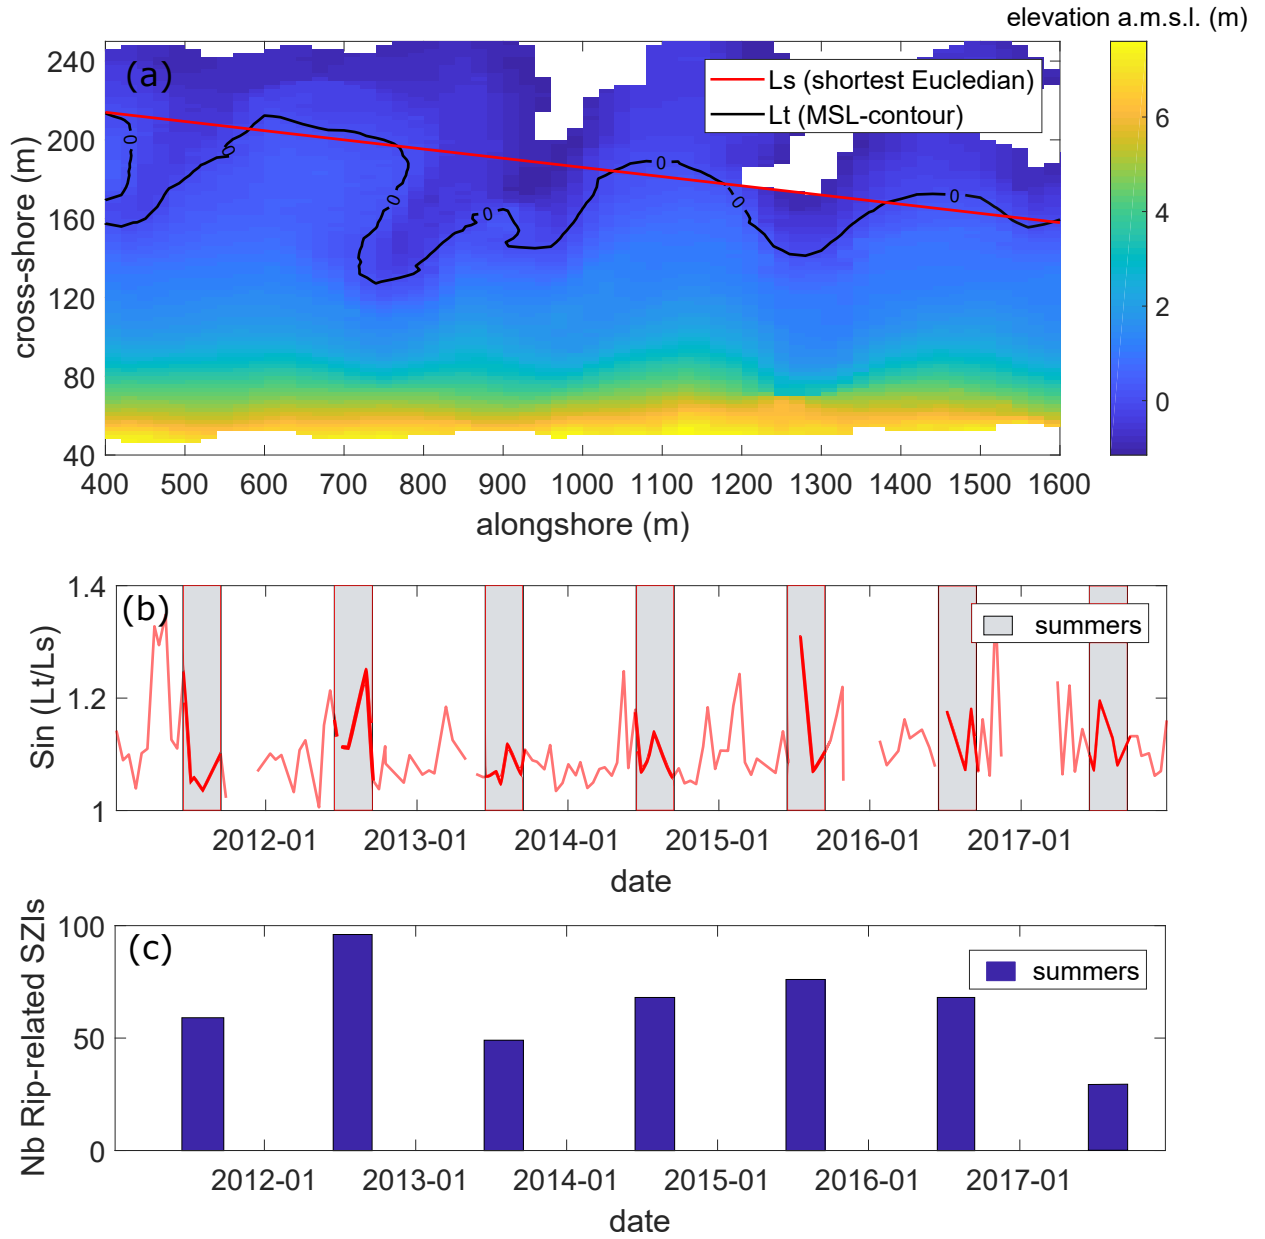 elevation a.m.s.l. (m)
(a)
Ls (shortest Eucledian)
Lt (MSL-contour)
240
200
160
120
80
40
cross-shore (m)
0
0
0
0
0
0
0
6
4
2
0
400 500 600 700 800 900 1000 1100 1200 1300 1400 1500 1600
alongshore (m)
(b)
summers
1.4
1.2
1
Sin (Lt/Ls)
2012-01 2013-01 2014-01 2015-01 2016-01 2017-01
date
(c)
summers
100
50
0
Nb Rip-related SZIs
2012-01 2013-01 2014-01 2015-01 2016-01 2017-01
date